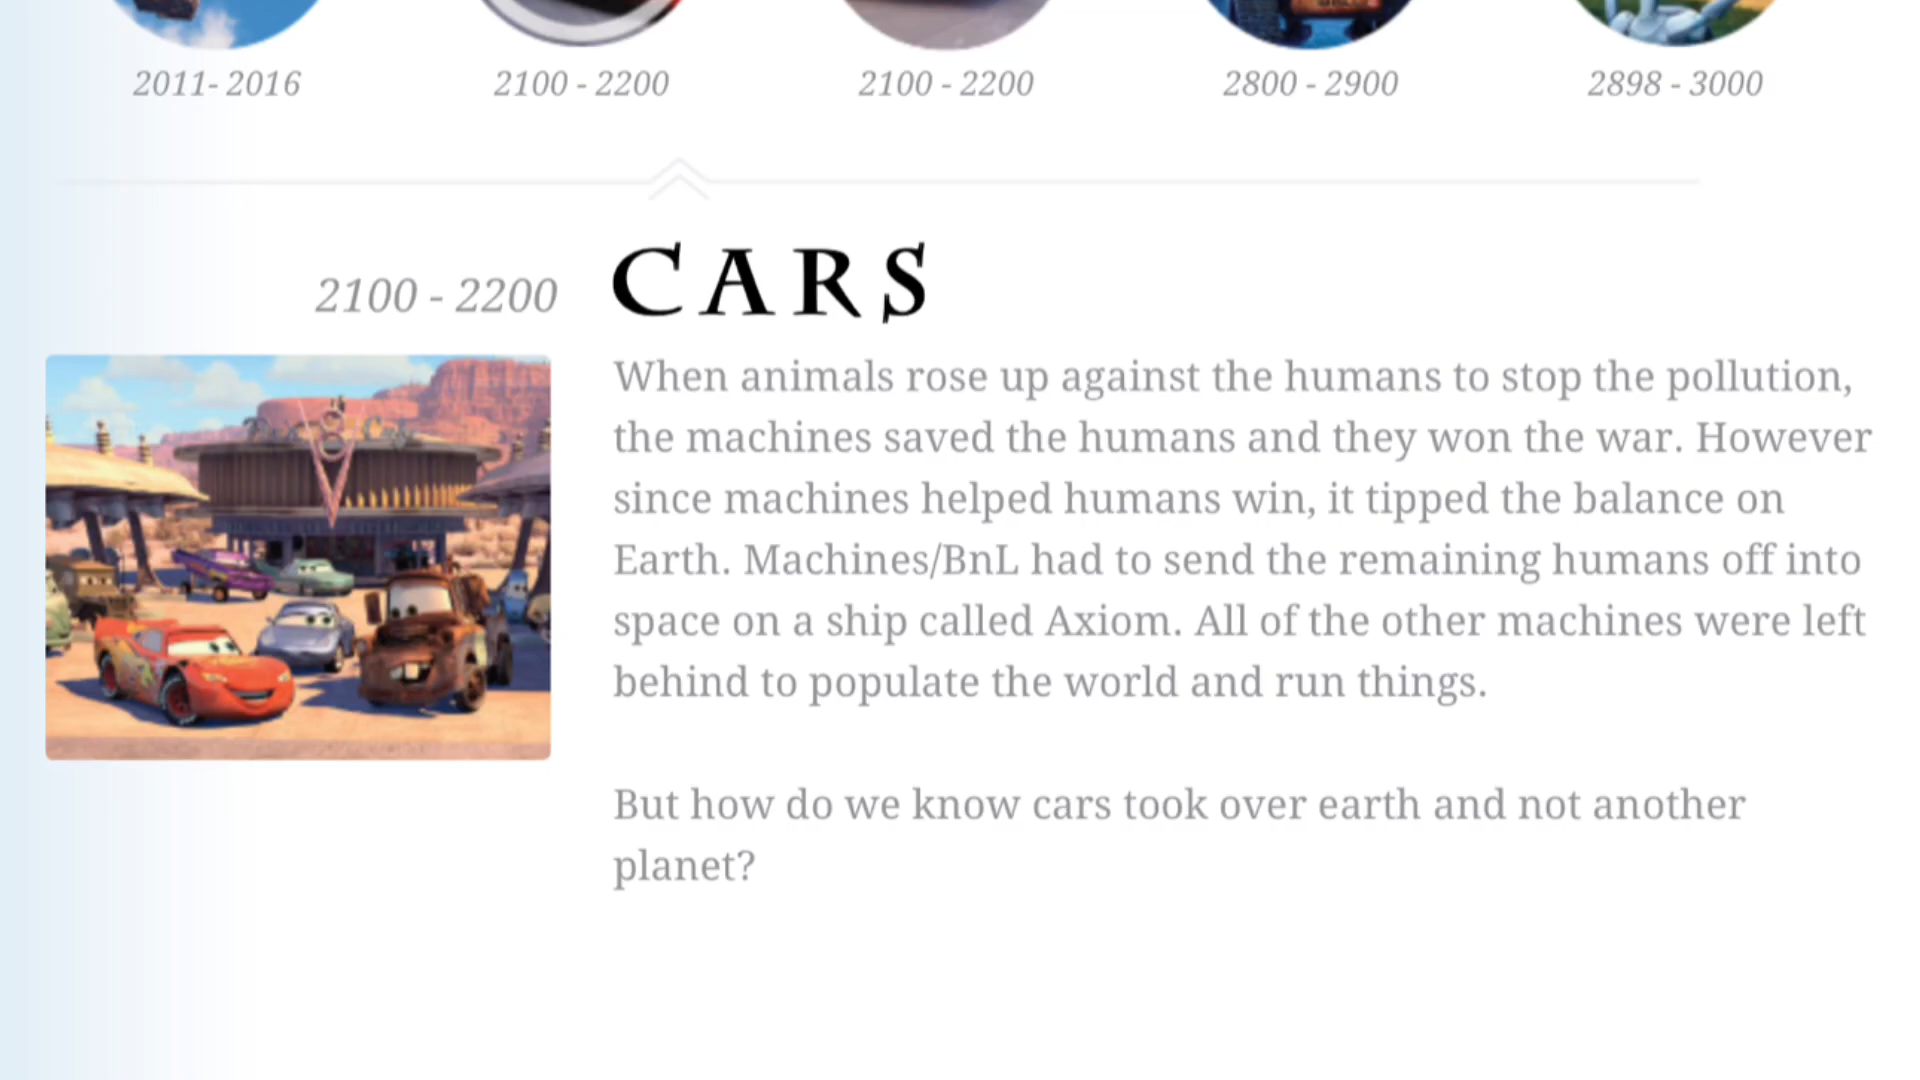 2011- 2016
2100 - 2200
2100 - 2200
2800 - 2900
2898 - 3000
2100 - 2200
CARS
When animals rose up against the humans to stop the pollution,
the machines saved the humans and they won the war. However
since machines helped humans win, it tipped the balance on
Earth. Machines/BnL had to send the remaining humans off into
space on a ship called Axiom. All of the other machines were left
behind to populate the world and run things.
But how do we know cars took over earth and not another
planet?